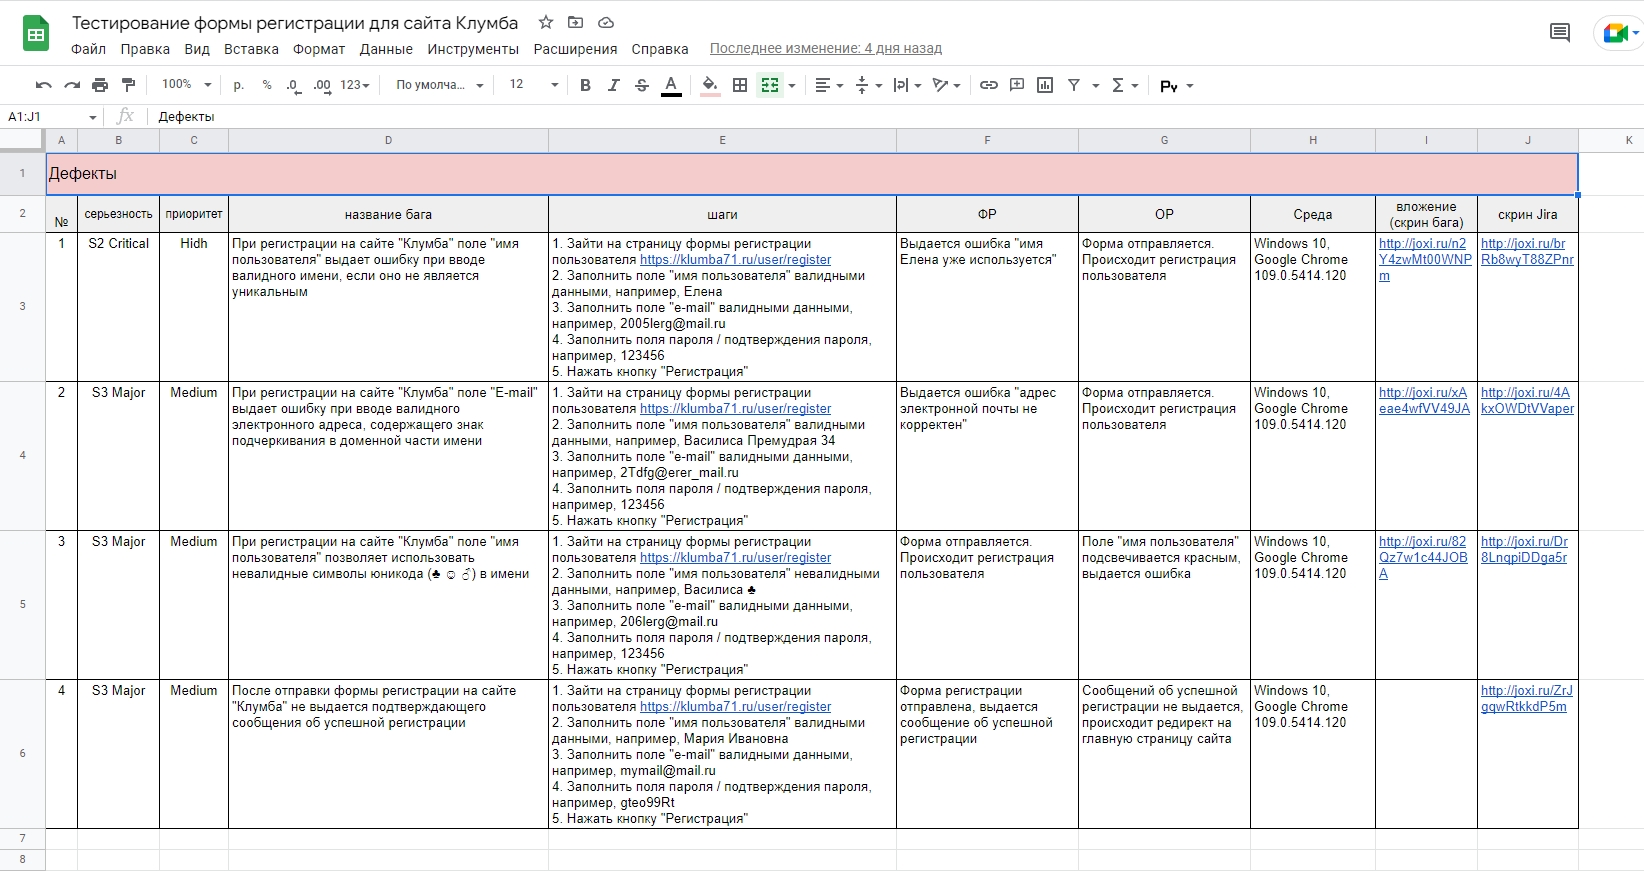 Тестирование формы регистрации для сайта Клумба
Файл Правка Вид Вставка Формат Данные Инструменты Расширения Справка Последнее изменение: 4 дня назад
100% р. % .0 .00 123 По умолча... 12 B I S A Σ Py
A1:J1 fx Дефекты
A B C D E F G H I J K
1 Дефекты
2 № серьезность приоритет название бага шаги ФР ОР Среда вложение (скрин бага) скрин Jira
3
1
S2 Critical
Hidh
При регистрации на сайте "Клумба" поле "имя
пользователя" выдает ошибку при вводе
валидного имени, если оно не является
уникальным
1. Зайти на страницу формы регистрации
пользователя https://klumba71.ru/user/register
2. Заполнить поле "имя пользователя" валидными
данными, например, Елена
3. Заполнить поле "e-mail" валидными данными,
например, 2005lerg@mail.ru
4. Заполнить поля пароля / подтверждения пароля,
например, 123456
5. Нажать кнопку "Регистрация"
Выдается ошибка "имя
Елена уже используется"
Форма отправляется.
Происходит регистрация
пользователя
Windows 10,
Google Chrome
109.0.5414.120
http://joxi.ru/n2
Y4zwMt00WNP
m
http://joxi.ru/br
Rb8wyT88ZPnr
4
2
S3 Major
Medium
При регистрации на сайте "Клумба" поле "E-mail"
выдает ошибку при вводе валидного
электронного адреса, содержащего знак
подчеркивания в доменной части имени
1. Зайти на страницу формы регистрации
пользователя https://klumba71.ru/user/register
2. Заполнить поле "имя пользователя" валидными
данными, например, Василиса Премудрая 34
3. Заполнить поле "e-mail" валидными данными,
например, 2Tdfg@erer_mail.ru
4. Заполнить поля пароля / подтверждения пароля,
например, 123456
5. Нажать кнопку "Регистрация"
Выдается ошибка "адрес
электронной почты не
корректен"
Форма отправляется.
Происходит регистрация
пользователя
Windows 10,
Google Chrome
109.0.5414.120
http://joxi.ru/xA
eae4wfVV49JA
http://joxi.ru/4A
kxOWDtVVaper
5
3
S3 Major
Medium
При регистрации на сайте "Клумба" поле "имя
пользователя" позволяет использовать
невалидные символы юникода (♣ ☺ ♂) в имени
1. Зайти на страницу формы регистрации
пользователя https://klumba71.ru/user/register
2. Заполнить поле "имя пользователя" невалидными
данными, например, Василиса ♣
3. Заполнить поле "e-mail" валидными данными,
например, 206lerg@mail.ru
4. Заполнить поля пароля / подтверждения пароля,
например, 123456
5. Нажать кнопку "Регистрация"
Форма отправляется.
Происходит регистрация
пользователя
Поле "имя пользователя"
подсвечивается красным,
выдается ошибка
Windows 10,
Google Chrome
109.0.5414.120
http://joxi.ru/82
Qz7w1c44JOB
A
http://joxi.ru/Dr
8LnqpiDDga5r
6
4
S3 Major
Medium
После отправки формы регистрации на сайте
"Клумба" не выдается подтверждающего
сообщения об успешной регистрации
1. Зайти на страницу формы регистрации
пользователя https://klumba71.ru/user/register
2. Заполнить поле "имя пользователя" валидными
данными, например, Мария Ивановна
3. Заполнить поле "e-mail" валидными данными,
например, mymail@mail.ru
4. Заполнить поля пароля / подтверждения пароля,
например, gteo99Rt
5. Нажать кнопку "Регистрация"
Форма регистрации
отправлена, выдается
сообщение об успешной
регистрации
Сообщений об успешной
регистрации не выдается,
происходит редирект на
главную страницу сайта
Windows 10,
Google Chrome
109.0.5414.120
http://joxi.ru/ZrJ
gqwRtkkdP5m
7
8